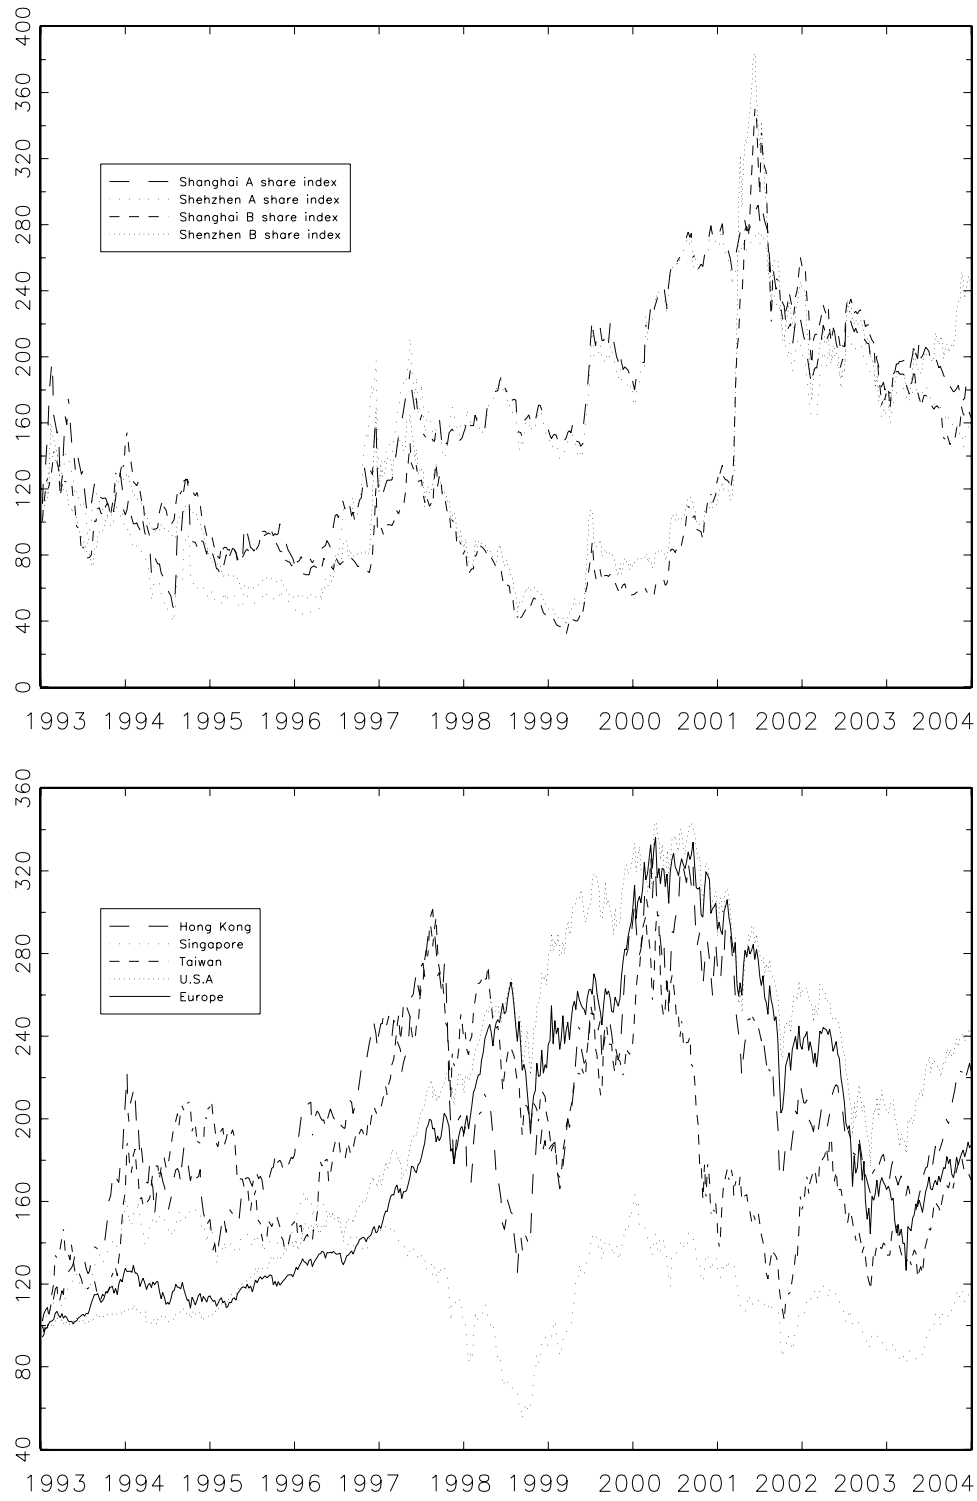 400
360
320
280
240
200
160
120
80
40
0
Shanghai A share index
Shehzhen A share index
Shanghai B share index
Shenzhen B share index
1993 1994 1995 1996 1997 1998 1999 2000 2001 2002 2003 2004
360
320
280
240
200
160
120
80
40
Hong Kong
Singapore
Taiwan
U.S.A
Europe
1993 1994 1995 1996 1997 1998 1999 2000 2001 2002 2003 2004